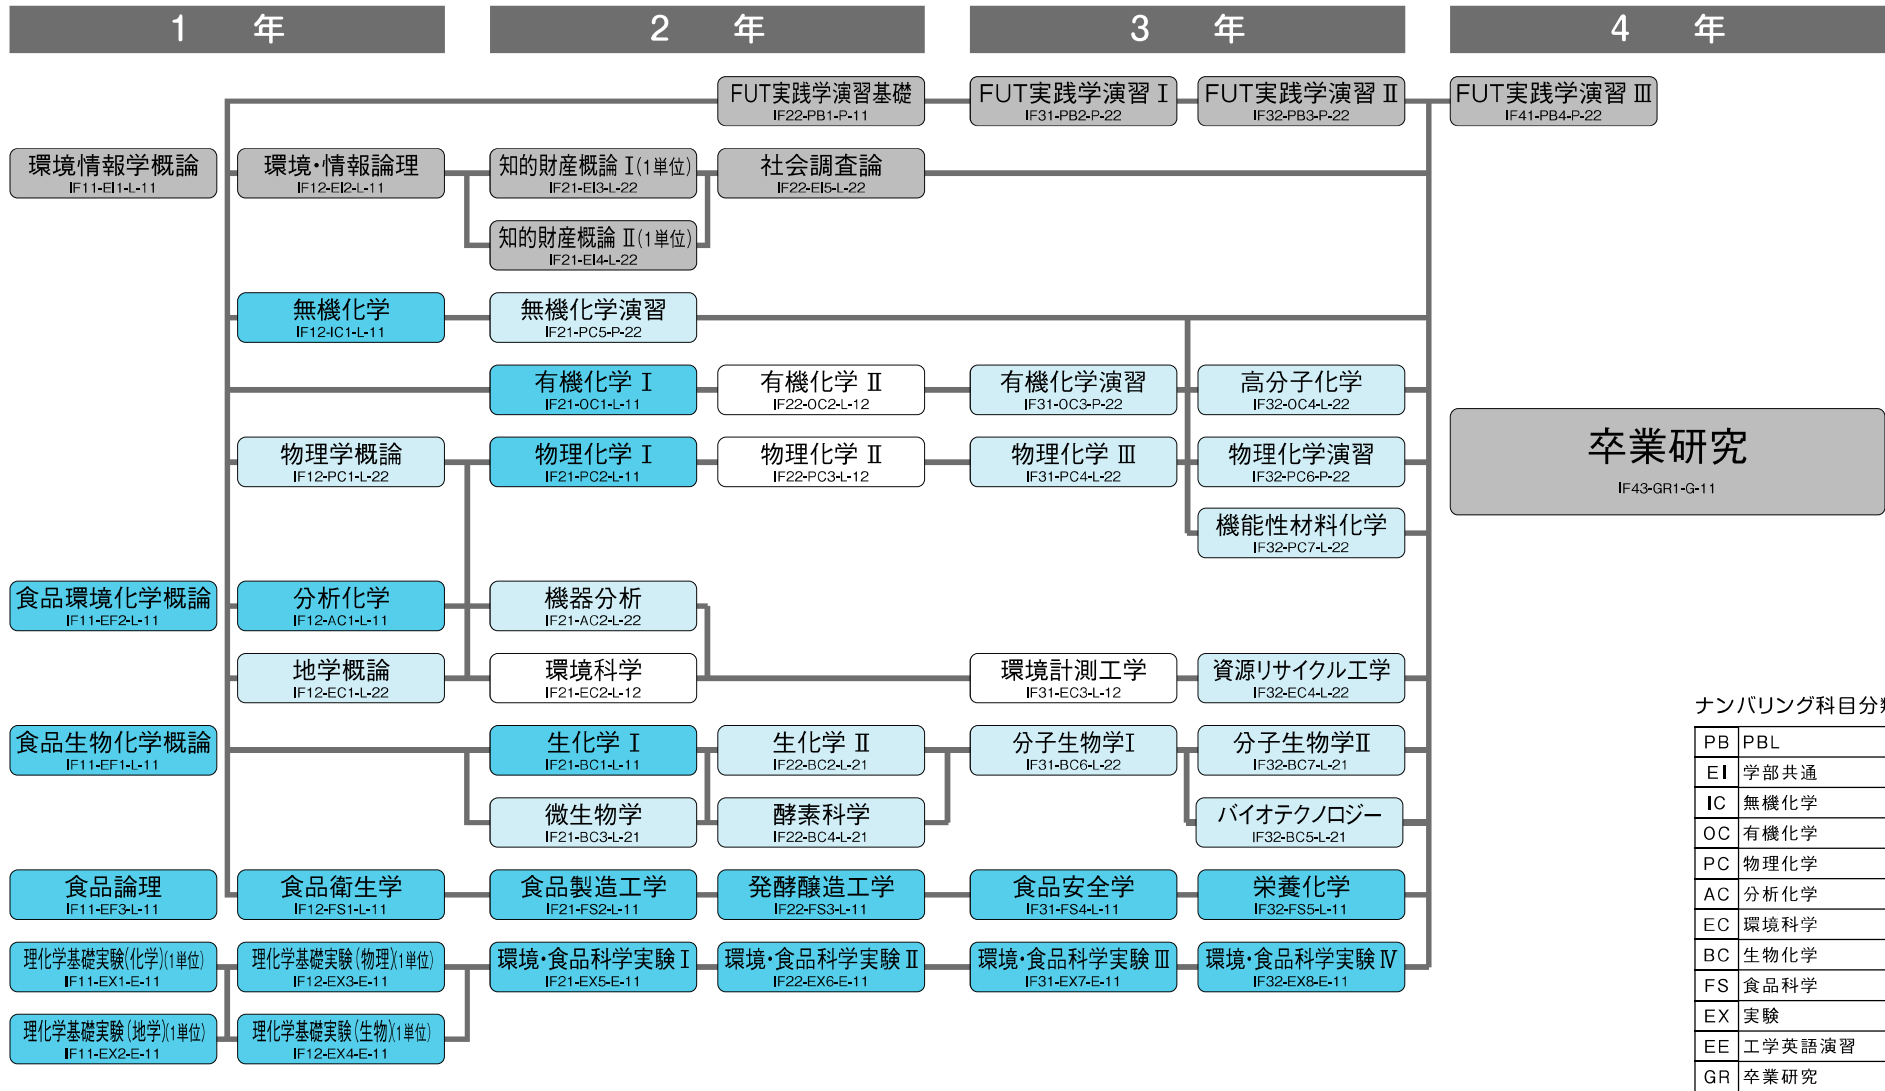 1 年
2 年
3 年
4 年
FUT実践学演習基礎
IF22-PB1-P-11
FUT実践学演習 Ⅰ
IF31-PB2-P-22
FUT実践学演習 Ⅱ
IF32-PB3-P-22
FUT実践学演習 Ⅲ
IF41-PB4-P-22
環境情報学概論
IF11-EI1-L-11
環境・情報論理
IF12-EI2-L-11
知的財産概論 Ⅰ(1単位)
IF21-EI3-L-22
社会調査論
IF22-EI5-L-22
知的財産概論 Ⅱ(1単位)
IF21-EI4-L-22
無機化学
IF12-IC1-L-11
無機化学演習
IF21-PC5-P-22
有機化学 Ⅰ
IF21-OC1-L-11
有機化学 Ⅱ
IF22-OC2-L-12
有機化学演習
IF31-OC3-P-22
高分子化学
IF32-OC4-L-22
物理学概論
IF12-PC1-L-22
物理化学 Ⅰ
IF21-PC2-L-11
物理化学 Ⅱ
IF22-PC3-L-12
物理化学 Ⅲ
IF31-PC4-L-22
物理化学演習
IF32-PC6-P-22
卒業研究
IF43-GR1-G-11
機能性材料化学
IF32-PC7-L-22
食品環境化学概論
IF11-EF2-L-11
分析化学
IF12-AC1-L-11
機器分析
IF21-AC2-L-22
地学概論
IF12-EC1-L-22
環境科学
IF21-EC2-L-12
環境計測工学
IF31-EC3-L-12
資源リサイクル工学
IF32-EC4-L-22
食品生物化学概論
IF11-EF1-L-11
生化学 Ⅰ
IF21-BC1-L-11
生化学 Ⅱ
IF22-BC2-L-21
分子生物学Ⅰ
IF31-BC6-L-22
分子生物学Ⅱ
IF32-BC7-L-21
微生物学
IF21-BC3-L-21
酵素科学
IF22-BC4-L-21
バイオテクノロジー
IF32-BC5-L-21
食品論理
IF11-EF3-L-11
食品衛生学
IF12-FS1-L-11
食品製造工学
IF21-FS2-L-11
発酵醸造工学
IF22-FS3-L-11
食品安全学
IF31-FS4-L-11
栄養化学
IF32-FS5-L-11
理化学基礎実験(化学)(1単位)
IF11-EX1-E-11
理化学基礎実験(物理)(1単位)
IF12-EX3-E-11
環境・食品科学実験 Ⅰ
IF21-EX5-E-11
環境・食品科学実験 Ⅱ
IF22-EX6-E-11
環境・食品科学実験 Ⅲ
IF31-EX7-E-11
環境・食品科学実験 Ⅳ
IF32-EX8-E-11
理化学基礎実験(地学)(1単位)
IF11-EX2-E-11
理化学基礎実験(生物)(1単位)
IF12-EX4-E-11
ナンバリング科目分類
PB PBL
EI 学部共通
IC 無機化学
OC 有機化学
PC 物理化学
AC 分析化学
EC 環境科学
BC 生物化学
FS 食品科学
EX 実験
EE 工学英語演習
GR 卒業研究